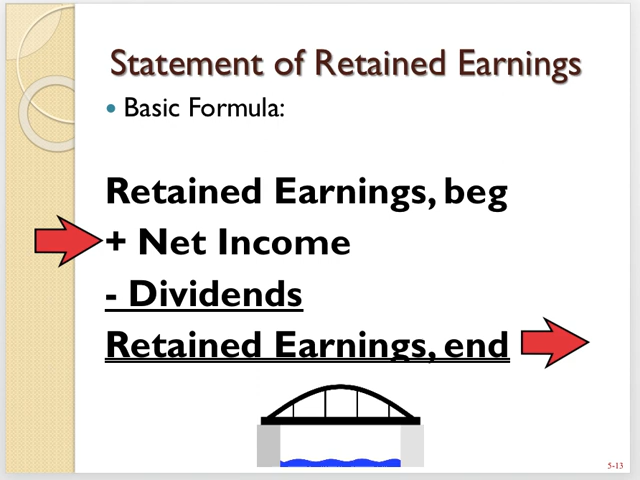 Statement of Retained Earnings
• Basic Formula:
Retained Earnings, beg
+ Net Income
- Dividends
Retained Earnings, end
5-13